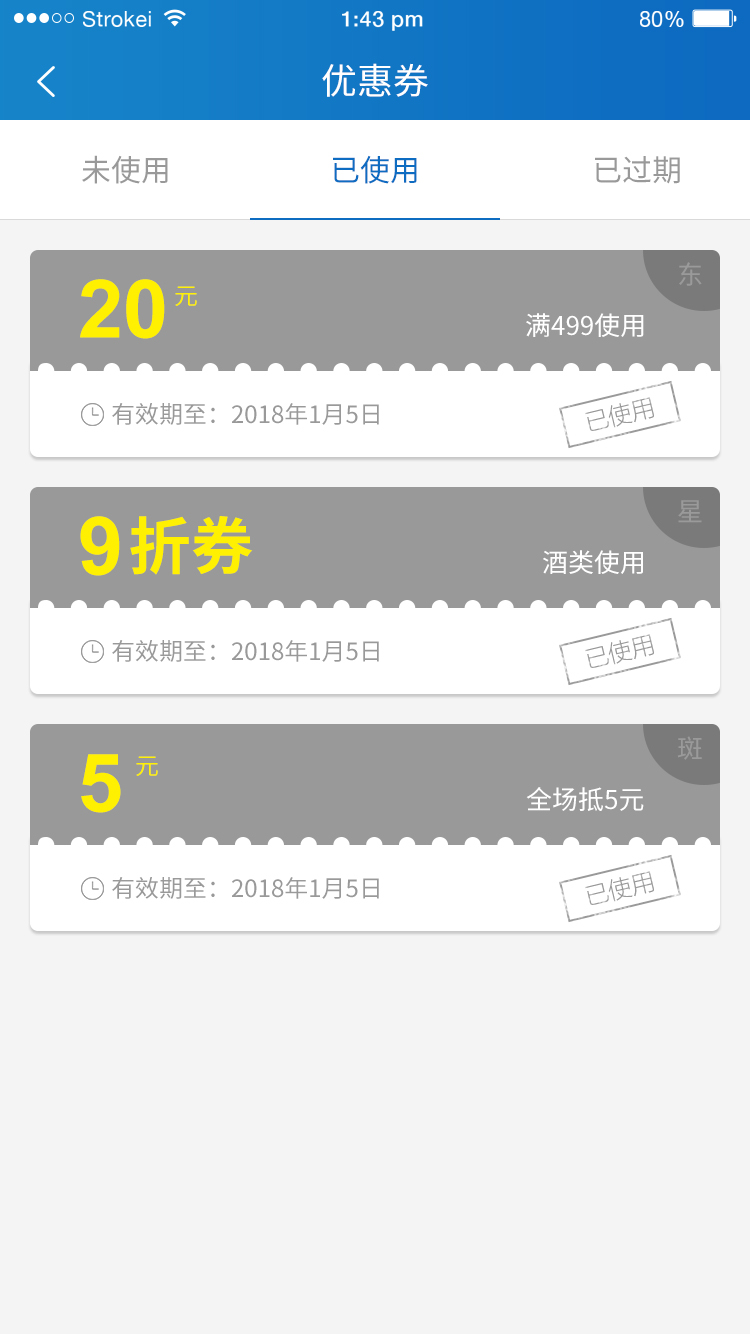 Strokei 1:43 pm 80%
优惠券
未使用 已使用 已过期
东
20元 满499使用
有效期至：2018年1月5日 已使用
星
9折券 酒类使用
有效期至：2018年1月5日 已使用
斑
5元 全场抵5元
有效期至：2018年1月5日 已使用